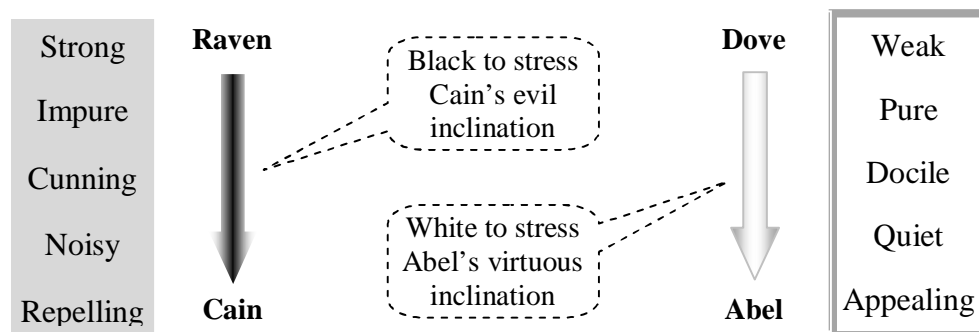 Strong
Impure
Cunning
Noisy
Repelling
Raven
Black to stress
Cain's evil
inclination
Cain
Dove
White to stress
Abel's virtuous
inclination
Abel
Weak
Pure
Docile
Quiet
Appealing